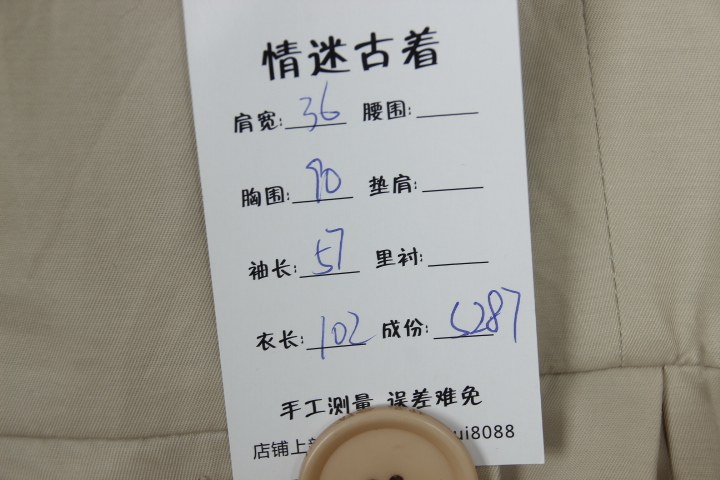 情迷古着
肩宽: 36 腰围:
胸围: 90 垫肩:
袖长: 57 里衬:
衣长: 102 成份: 5287
手工测量 误差难免
店铺上 ui8088